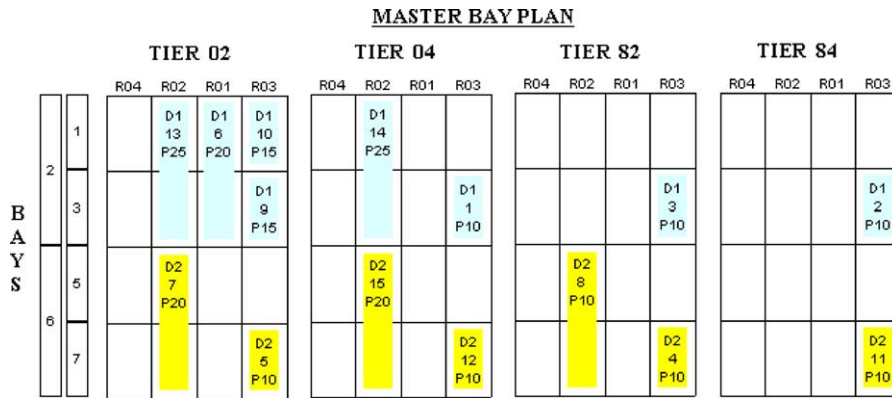 MASTER BAY PLAN
TIER 02 TIER 04 TIER 82 TIER 84
R04 R02 R01 R03 R04 R02 R01 R03 R04 R02 R01 R03 R04 R02 R01 R03
BAYS
2
1
D1 13 P25
D1 6 P20
D1 10 P15
D1 14 P25
3
D1 9 P15
D1 1 P10
D1 3 P10
D1 2 P10
6
5
D2 7 P20
D2 15 P20
D2 8 P10
7
D2 5 P10
D2 12 P10
D2 4 P10
D2 11 P10